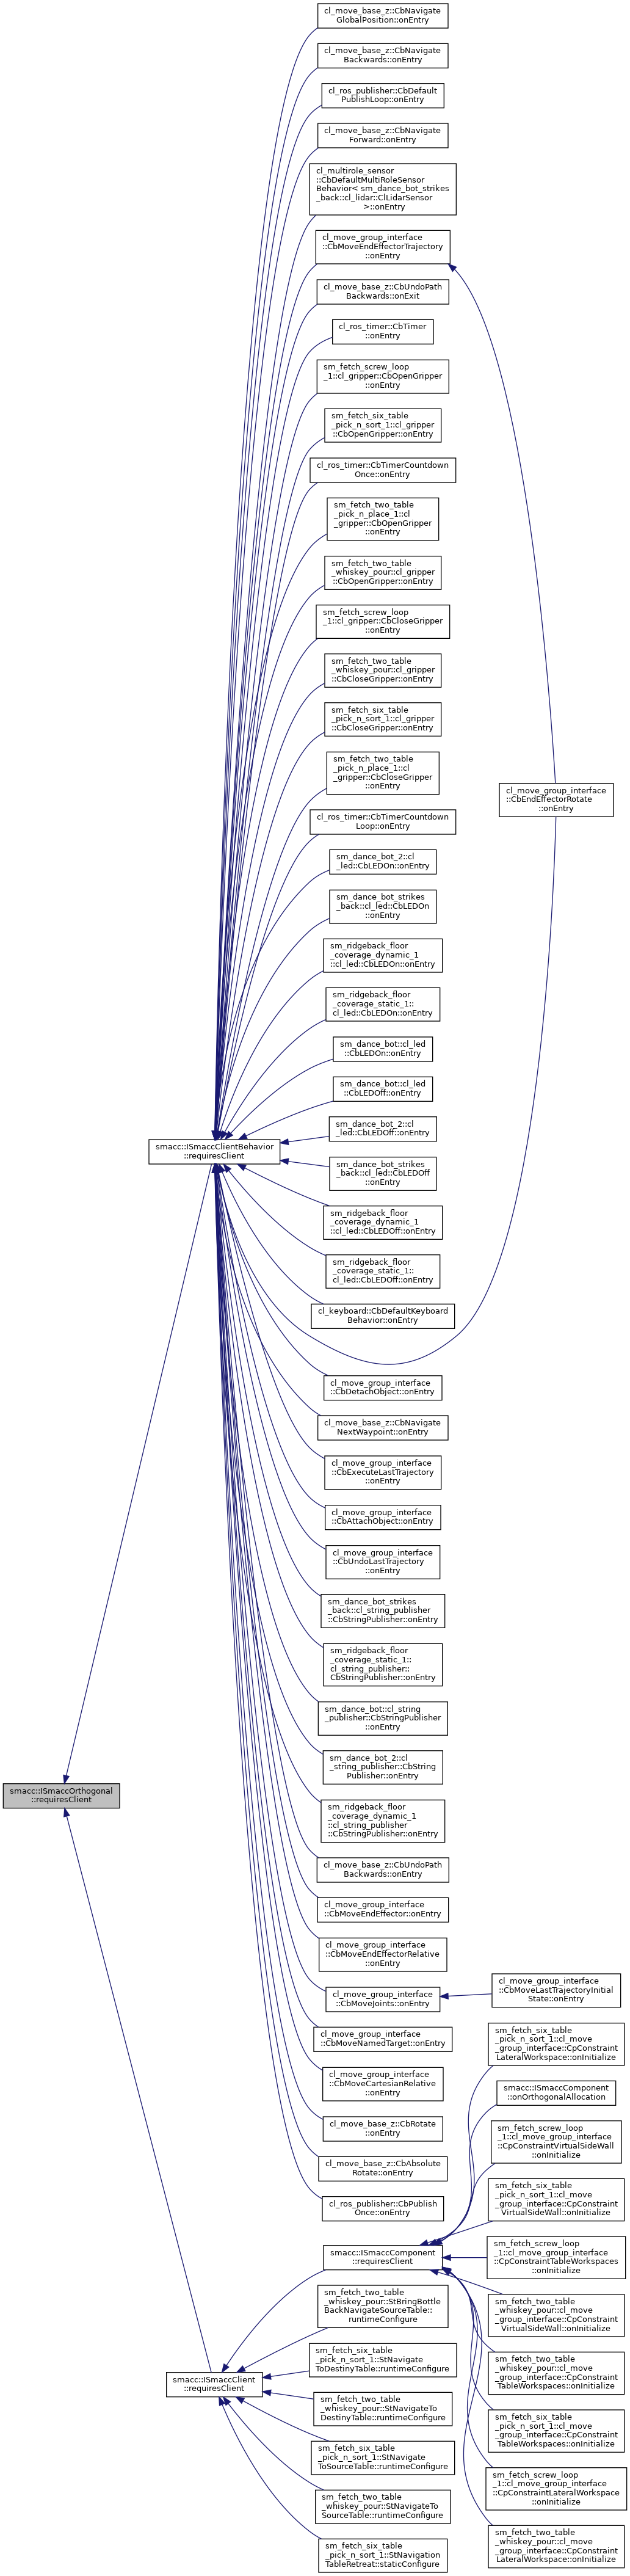 cl_move_base_z::CbNavigate
GlobalPosition::onEntry
cl_move_base_z::CbNavigate
Backwards::onEntry
cl_ros_publisher::CbDefault
PublishLoop::onEntry
cl_move_base_z::CbNavigate
Forward::onEntry
cl_multirole_sensor
::CbDefaultMultiRoleSensor
Behavior< sm_dance_bot_strikes
_back::cl_lidar::ClLidarSensor
>::onEntry
cl_move_group_interface
::CbMoveEndEffectorTrajectory
::onEntry
cl_move_base_z::CbUndoPath
Backwards::onExit
cl_ros_timer::CbTimer
::onEntry
sm_fetch_screw_loop
_1::cl_gripper::CbOpenGripper
::onEntry
sm_fetch_six_table
_pick_n_sort_1::cl_gripper
::CbOpenGripper::onEntry
cl_ros_timer::CbTimerCountdown
Once::onEntry
sm_fetch_two_table
_pick_n_place_1::cl
_gripper::CbOpenGripper
::onEntry
sm_fetch_two_table
_whiskey_pour::cl_gripper
::CbOpenGripper::onEntry
sm_fetch_screw_loop
_1::cl_gripper::CbCloseGripper
::onEntry
sm_fetch_two_table
_whiskey_pour::cl_gripper
::CbCloseGripper::onEntry
sm_fetch_six_table
_pick_n_sort_1::cl_gripper
::CbCloseGripper::onEntry
sm_fetch_two_table
_pick_n_place_1::cl
_gripper::CbCloseGripper
::onEntry
cl_move_group_interface
::CbEndEffectorRotate
::onEntry
cl_ros_timer::CbTimerCountdown
Loop::onEntry
sm_dance_bot_2::cl
_led::CbLEDOn::onEntry
sm_dance_bot_strikes
_back::cl_led::CbLEDOn
::onEntry
sm_ridgeback_floor
_coverage_dynamic_1
::cl_led::CbLEDOn::onEntry
sm_ridgeback_floor
_coverage_static_1::
cl_led::CbLEDOn::onEntry
sm_dance_bot::cl_led
::CbLEDOn::onEntry
sm_dance_bot::cl_led
::CbLEDOff::onEntry
sm_dance_bot_2::cl
_led::CbLEDOff::onEntry
smacc::ISmaccClientBehavior
::requiresClient
sm_dance_bot_strikes
_back::cl_led::CbLEDOff
::onEntry
sm_ridgeback_floor
_coverage_dynamic_1
::cl_led::CbLEDOff::onEntry
sm_ridgeback_floor
_coverage_static_1::
cl_led::CbLEDOff::onEntry
cl_keyboard::CbDefaultKeyboard
Behavior::onEntry
cl_move_group_interface
::CbDetachObject::onEntry
cl_move_base_z::CbNavigate
NextWaypoint::onEntry
cl_move_group_interface
::CbExecuteLastTrajectory
::onEntry
cl_move_group_interface
::CbAttachObject::onEntry
cl_move_group_interface
::CbUndoLastTrajectory
::onEntry
sm_dance_bot_strikes
_back::cl_string_publisher
::CbStringPublisher::onEntry
sm_ridgeback_floor
_coverage_static_1::
cl_string_publisher::
CbStringPublisher::onEntry
sm_dance_bot::cl_string
_publisher::CbStringPublisher
::onEntry
sm_dance_bot_2::cl
_string_publisher::CbString
Publisher::onEntry
smacc::ISmaccOrthogonal
::requiresClient
sm_ridgeback_floor
_coverage_dynamic_1
::cl_string_publisher
::CbStringPublisher::onEntry
cl_move_base_z::CbUndoPath
Backwards::onEntry
cl_move_group_interface
::CbMoveEndEffector::onEntry
cl_move_group_interface
::CbMoveEndEffectorRelative
::onEntry
cl_move_group_interface
::CbMoveJoints::onEntry
cl_move_group_interface
::CbMoveLastTrajectoryInitial
State::onEntry
cl_move_group_interface
::CbMoveNamedTarget::onEntry
sm_fetch_six_table
_pick_n_sort_1::cl_move
_group_interface::CpConstraint
LateralWorkspace::onInitialize
cl_move_group_interface
::CbMoveCartesianRelative
::onEntry
smacc::ISmaccComponent
::onOrthogonalAllocation
cl_move_base_z::CbRotate
::onEntry
sm_fetch_screw_loop
_1::cl_move_group_interface
::CpConstraintVirtualSideWall
::onInitialize
cl_move_base_z::CbAbsolute
Rotate::onEntry
sm_fetch_six_table
_pick_n_sort_1::cl_move
_group_interface::CpConstraint
VirtualSideWall::onInitialize
cl_ros_publisher::CbPublish
Once::onEntry
smacc::ISmaccComponent
::requiresClient
sm_fetch_screw_loop
_1::cl_move_group_interface
::CpConstraintTableWorkspaces
::onInitialize
sm_fetch_two_table
_whiskey_pour::StBringBottle
BackNavigateSourceTable::
runtimeConfigure
sm_fetch_two_table
_whiskey_pour::cl_move
_group_interface::CpConstraint
VirtualSideWall::onInitialize
sm_fetch_six_table
_pick_n_sort_1::StNavigate
ToDestinyTable::runtimeConfigure
sm_fetch_two_table
_whiskey_pour::cl_move
_group_interface::CpConstraint
TableWorkspaces::onInitialize
smacc::ISmaccClient
::requiresClient
sm_fetch_two_table
_whiskey_pour::StNavigateTo
DestinyTable::runtimeConfigure
sm_fetch_six_table
_pick_n_sort_1::cl_move
_group_interface::CpConstraint
TableWorkspaces::onInitialize
sm_fetch_six_table
_pick_n_sort_1::StNavigate
ToSourceTable::runtimeConfigure
sm_fetch_screw_loop
_1::cl_move_group_interface
::CpConstraintLateralWorkspace
::onInitialize
sm_fetch_two_table
_whiskey_pour::StNavigateTo
SourceTable::runtimeConfigure
sm_fetch_two_table
_whiskey_pour::cl_move
_group_interface::CpConstraint
LateralWorkspace::onInitialize
sm_fetch_six_table
_pick_n_sort_1::StNavigation
TableRetreat::staticConfigure